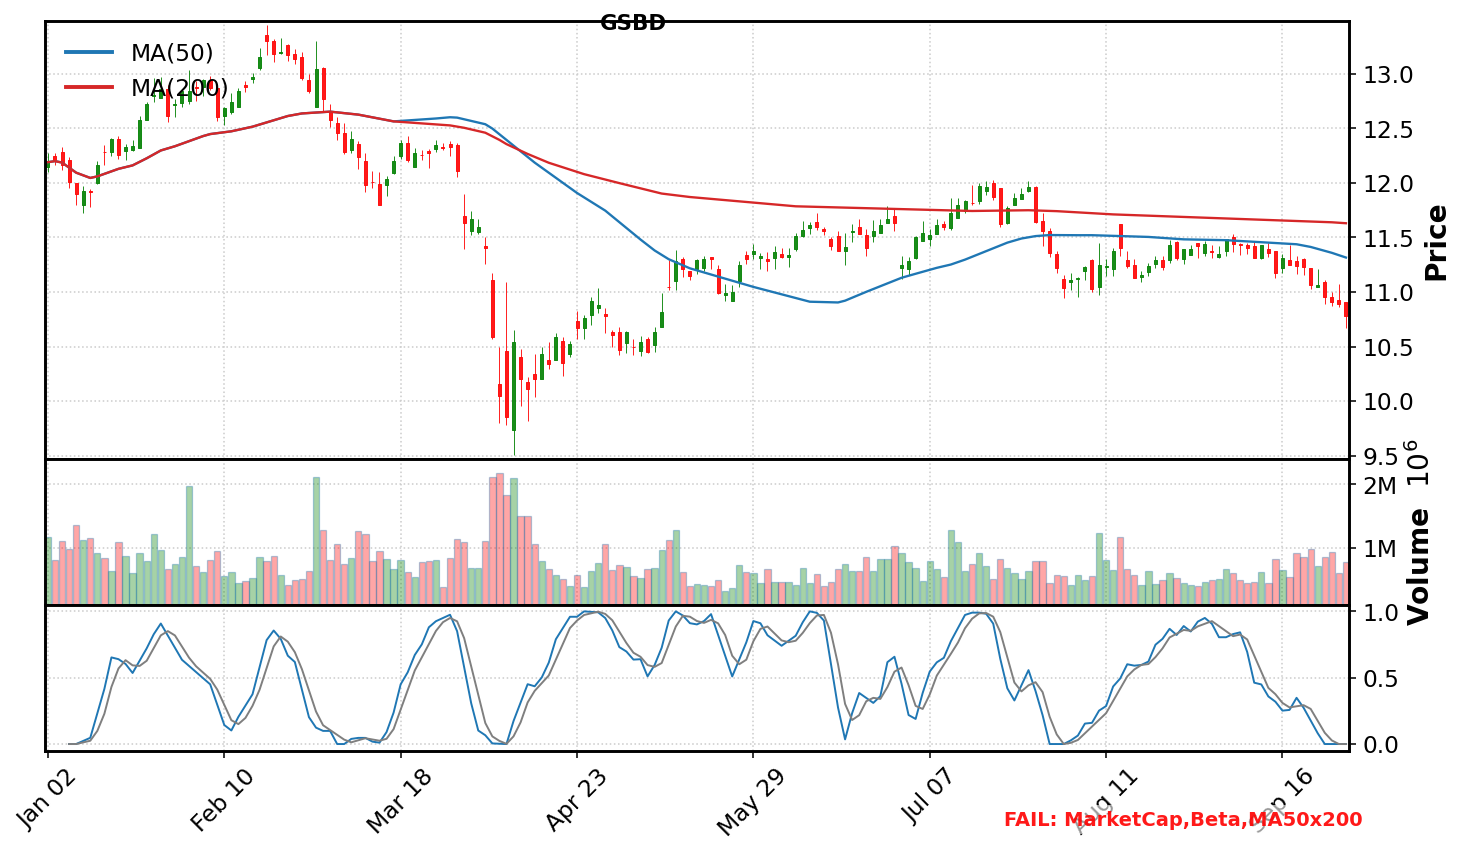 GSBD
MA(50)
MA(200)
13.0
12.5
12.0
11.5
11.0
10.5
10.0
9.5
Price
10^6
2M
1M
Volume
1.0
0.5
0.0
Jan 02
Feb 10
Mar 18
Apr 23
May 29
Jul 07
Aug 11
Sep 16
FAIL: MarketCap,Beta,MA50x200